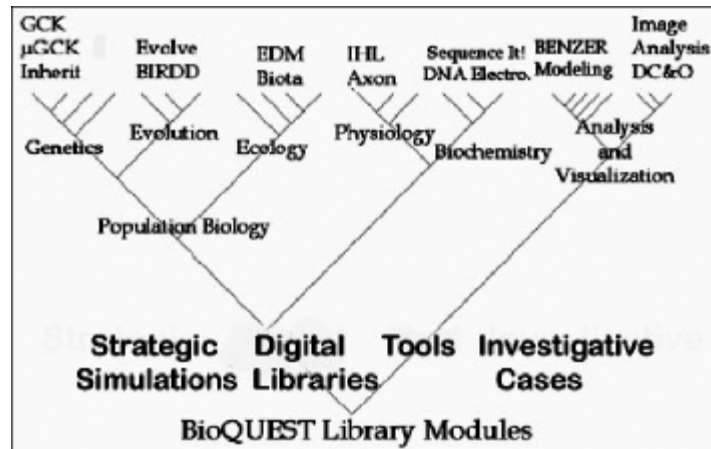 GCK
μGCK
Inherit
Evolve
BIRDD
EDM
Biota
IHL
Axon
Sequence It!
DNA Electro.
BENZER
Modeling
Image
Analysis
DC&O
Genetics
Evolution
Ecology
Physiology
Biochemistry
Analysis
and
Visualization
Population Biology
Strategic
Simulations
Digital
Libraries
Tools
Investigative
Cases
BioQUEST Library Modules